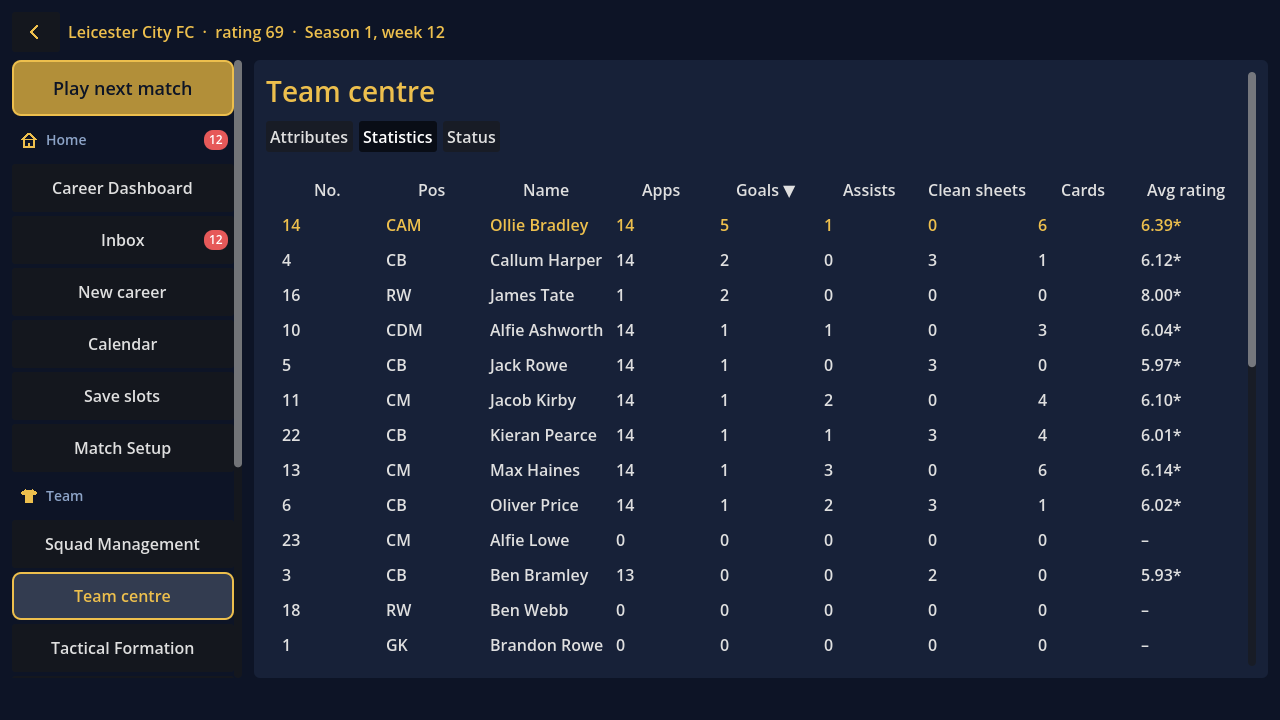 Leicester City FC · rating 69 · Season 1, week 12
Play next match
Home 12
Career Dashboard
Inbox 12
New career
Calendar
Save slots
Match Setup
Team
Squad Management
Team centre
Tactical Formation
Team centre
Attributes Statistics Status
No. Pos Name Apps Goals ▼ Assists Clean sheets Cards Avg rating
14 CAM Ollie Bradley 14 5 1 0 6 6.39*
4 CB Callum Harper 14 2 0 3 1 6.12*
16 RW James Tate 1 2 0 0 0 8.00*
10 CDM Alfie Ashworth 14 1 1 0 3 6.04*
5 CB Jack Rowe 14 1 0 3 0 5.97*
11 CM Jacob Kirby 14 1 2 0 4 6.10*
22 CB Kieran Pearce 14 1 1 3 4 6.01*
13 CM Max Haines 14 1 3 0 6 6.14*
6 CB Oliver Price 14 1 2 3 1 6.02*
23 CM Alfie Lowe 0 0 0 0 0 –
3 CB Ben Bramley 13 0 0 2 0 5.93*
18 RW Ben Webb 0 0 0 0 0 –
1 GK Brandon Rowe 0 0 0 0 0 –